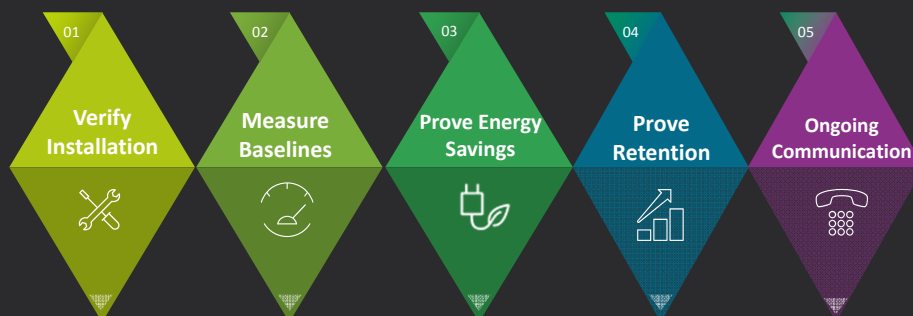 01
Verify
Installation
02
Measure
Baselines
03
Prove Energy
Savings
04
Prove
Retention
05
Ongoing
Communication